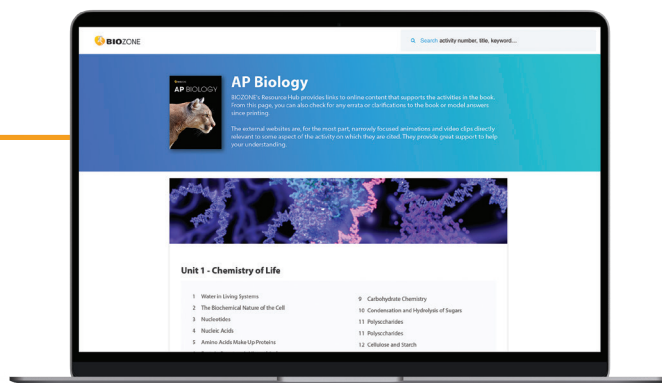 BIOZONE
Search activity number, title, keyword...
AP BIOLOGY
AP Biology
BIOZONE's Resource Hub provides links to online content that supports the activities in the book.
From this page, you can also check for any errata or clarifications to the book or model answers
since printing.
The external websites are, for the most part, narrowly focused animations and video clips directly
relevant to some aspect of the activity on which they are cited. They provide great support to help
your understanding.
Unit 1 - Chemistry of Life
1 Water in Living Systems
2 The Biochemical Nature of the Cell
3 Nucleotides
4 Nucleic Acids
5 Amino Acids Make Up Proteins
9 Carbohydrate Chemistry
10 Condensation and Hydrolysis of Sugars
11 Polysccharides
11 Polysccharides
12 Cellulose and Starch